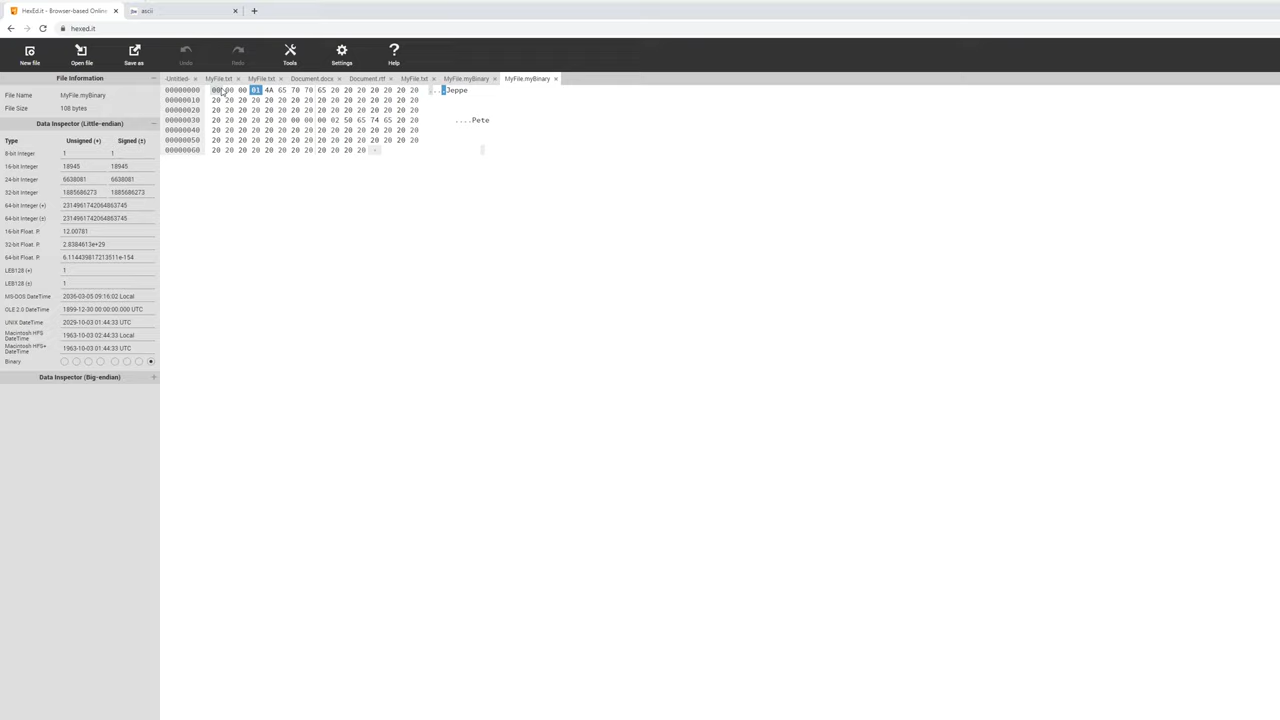 HexEd.it - Browser-based Onlin
ascii
hexed.it
New file Open file Save as Undo Redo Tools Settings Help
File Information
File Name MyFile.myBinary
File Size 108 bytes
Data Inspector (Little-endian)
Type Unsigned (+) Signed (±)
8-bit Integer 1 1
16-bit Integer 18945 18945
24-bit Integer 6638081 6638081
32-bit Integer 1885686273 1885686273
64-bit Integer (+) 2314961742064863745
64-bit Integer (±) 2314961742064863745
16-bit Float. P. 12.00781
32-bit Float. P. 2.8384613e+29
64-bit Float. P. 6.114439817213511e-154
LEB128 (+) 1
LEB128 (±) 1
MS-DOS DateTime 2036-03-05 09:16:02 Local
OLE 2.0 DateTime 1899-12-30 00:00:00.000 UTC
UNIX DateTime 2029-10-03 01:44:33 UTC
Macintosh HFS DateTime 1963-10-03 02:44:33 Local
Macintosh HFS+ DateTime 1963-10-03 01:44:33 UTC
Binary
Data Inspector (Big-endian)
-Untitled- MyFile.txt MyFile.txt Document.docx Document.rtf MyFile.txt MyFile.myBinary MyFile.myBinary
00000000 00 00 00 01 4A 65 70 70 65 20 20 20 20 20 20 20 ....Jeppe
00000010 20 20 20 20 20 20 20 20 20 20 20 20 20 20 20 20
00000020 20 20 20 20 20 20 20 20 20 20 20 20 20 20 20 20
00000030 20 20 20 20 20 20 00 00 00 02 50 65 74 65 20 20 ....Pete
00000040 20 20 20 20 20 20 20 20 20 20 20 20 20 20 20 20
00000050 20 20 20 20 20 20 20 20 20 20 20 20 20 20 20 20
00000060 20 20 20 20 20 20 20 20 20 20 20 20